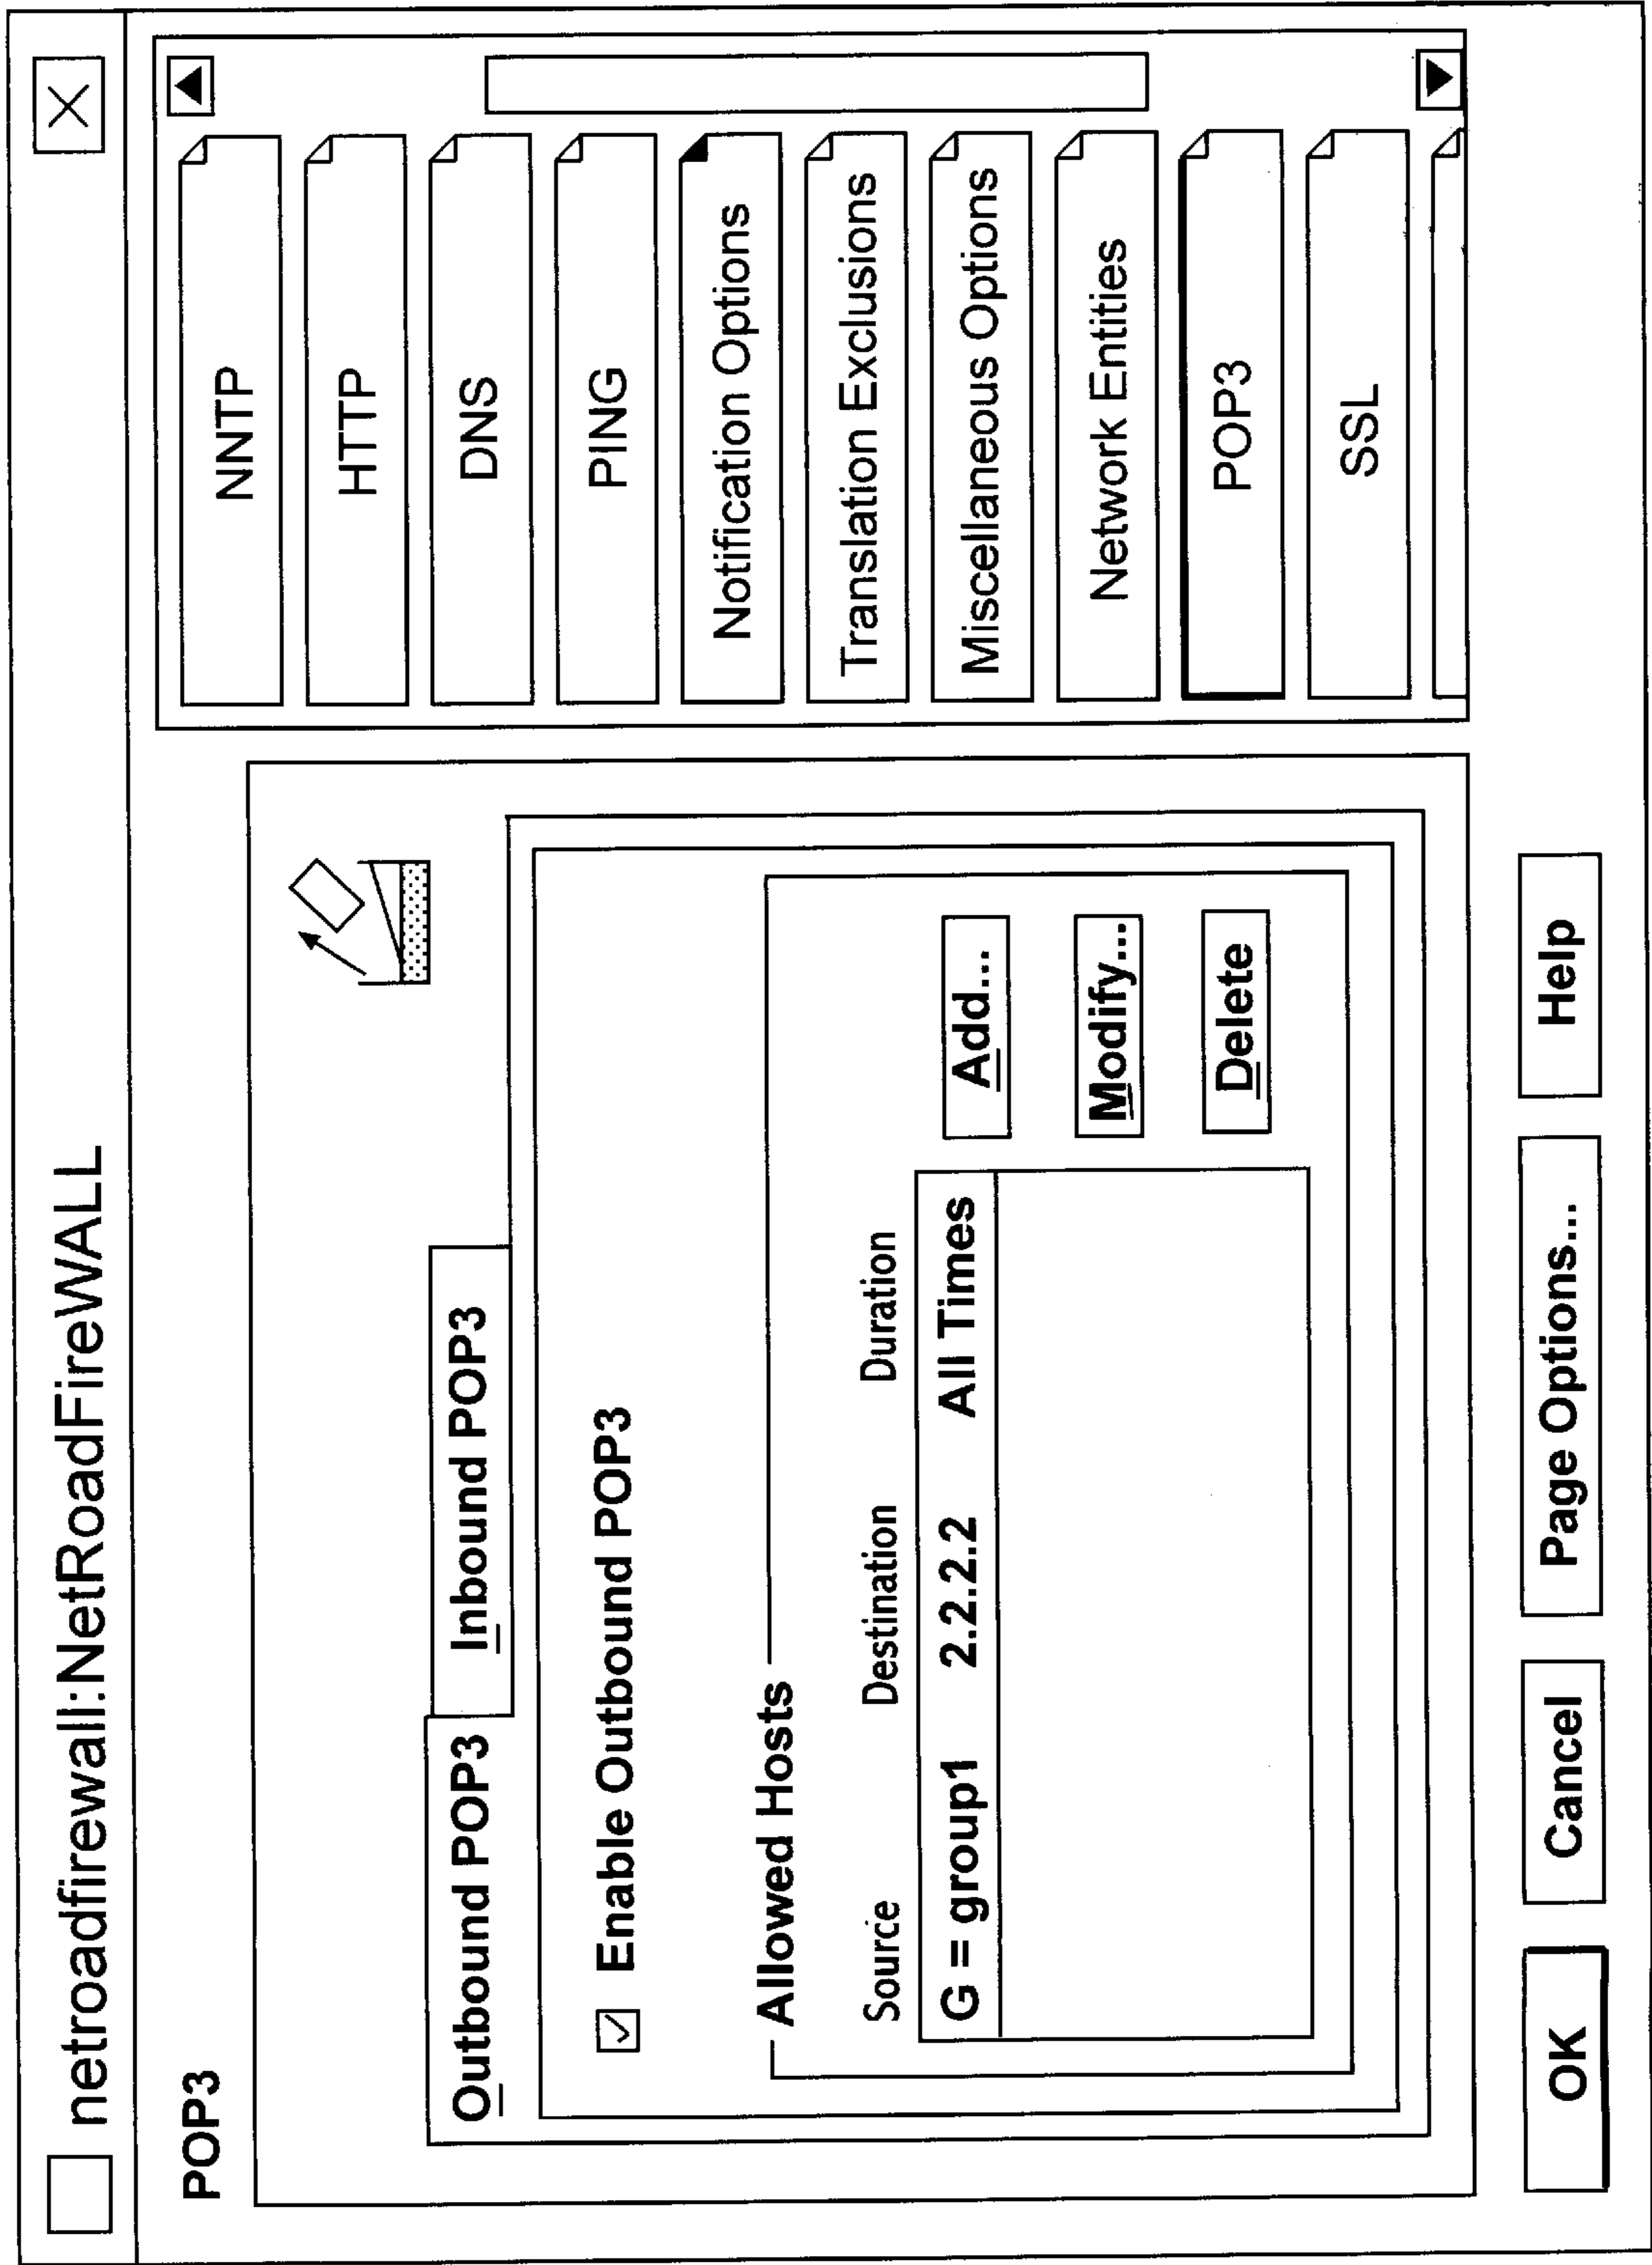 netroadfirewall:NetRoadFireWALL
POP3
Outbound POP3
Inbound POP3
Enable Outbound POP3
Allowed Hosts
Source Destination Duration
G = group1 2.2.2.2 All Times
Add...
Modify...
Delete
NNTP
HTTP
DNS
PING
Notification Options
Translation Exclusions
Miscellaneous Options
Network Entities
POP3
SSL
OK
Cancel
Page Options...
Help